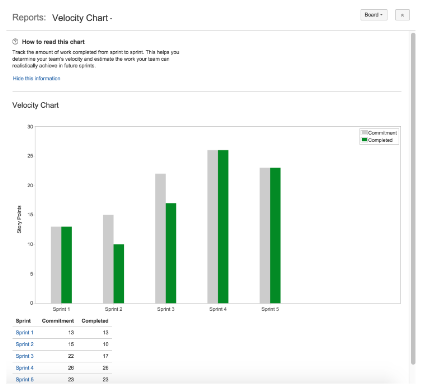 Reports: Velocity Chart
Board
«
How to read this chart
Track the amount of work completed from sprint to sprint. This helps you
determine your team's velocity and estimate the work your team can
realistically achieve in future sprints.
Hide this information
Velocity Chart
30
25
20
15
10
5
0
Story Points
Commitment
Completed
Sprint 1
Sprint 2
Sprint 3
Sprint 4
Sprint 5
Sprint Commitment Completed
Sprint 1 13 13
Sprint 2 15 10
Sprint 3 22 17
Sprint 4 26 26
Sprint 5 23 23